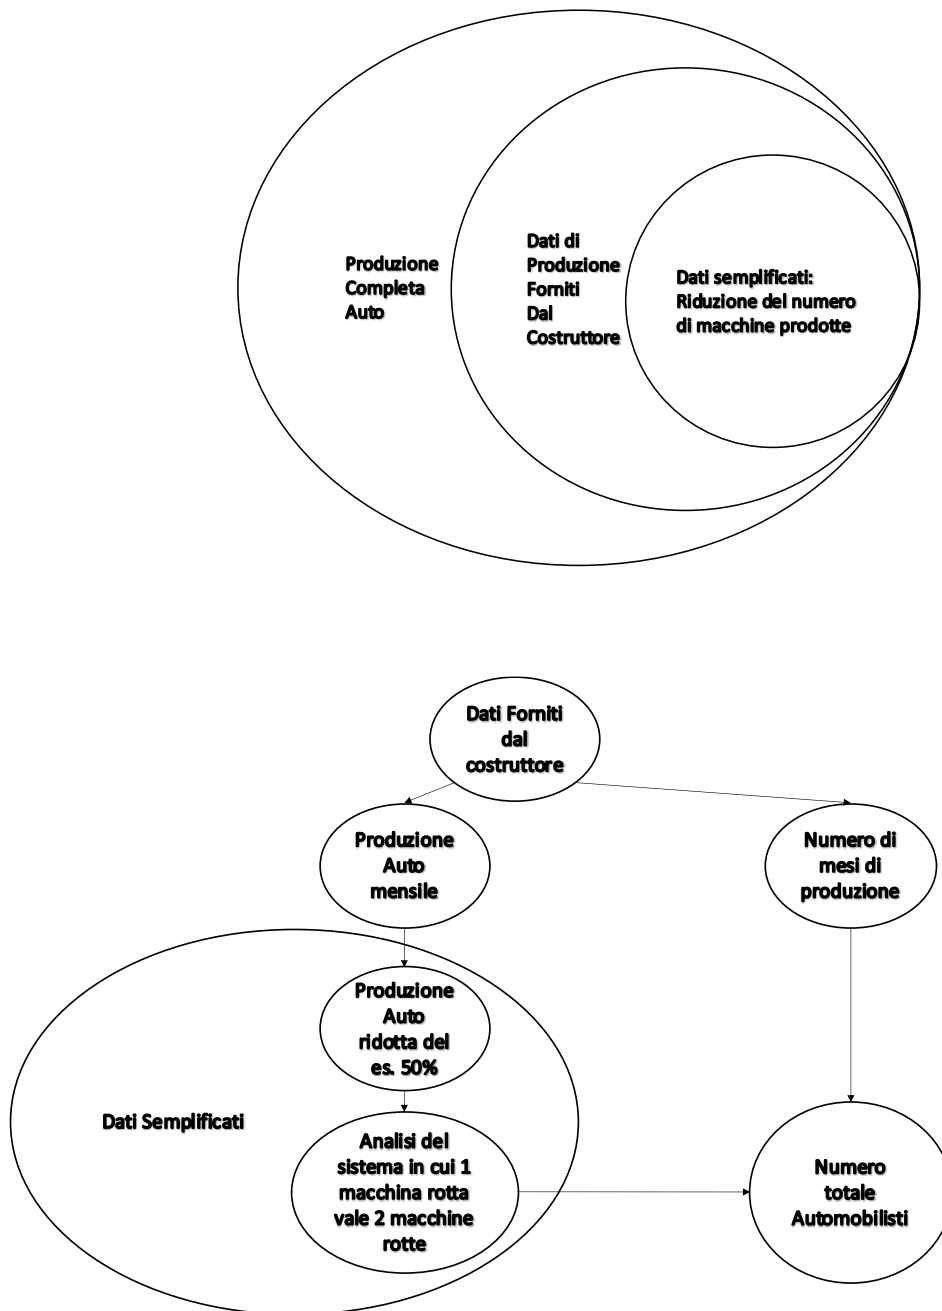 Produzione
Completa
Auto
Dati di
Produzione
Forniti
Dal
Costruttore
Dati semplificati:
Riduzione del numero
di macchine prodotte
Dati Forniti
dal
costruttore
Produzione
Auto
mensile
Numero di
mesi di
produzione
Produzione
Auto
ridotta del
es. 50%
Dati Semplificati
Analisi del
sistema in cui 1
macchina rotta
vale 2 macchine
rotte
Numero
totale
Automobilisti